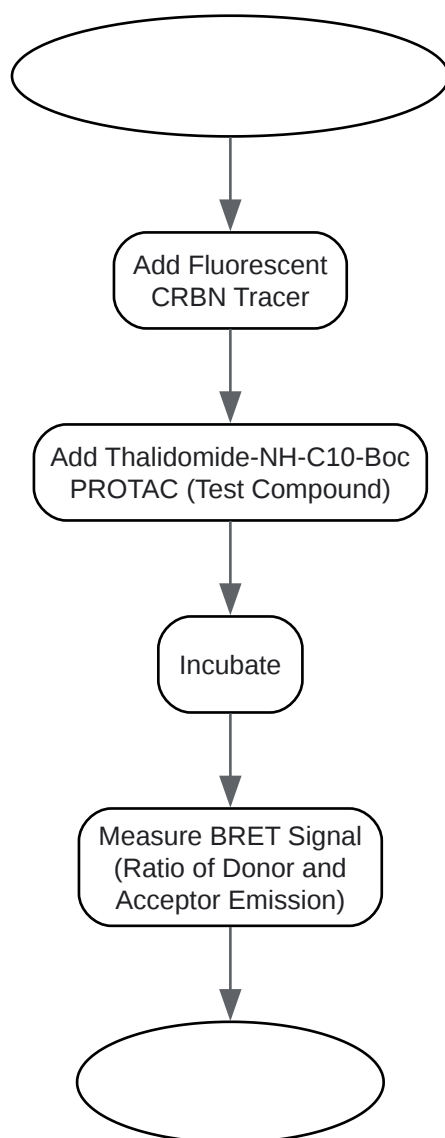 Add Fluorescent
CRBN Tracer
Add Thalidomide-NH-C10-Boc
PROTAC (Test Compound)
Incubate
Measure BRET Signal
(Ratio of Donor and
Acceptor Emission)